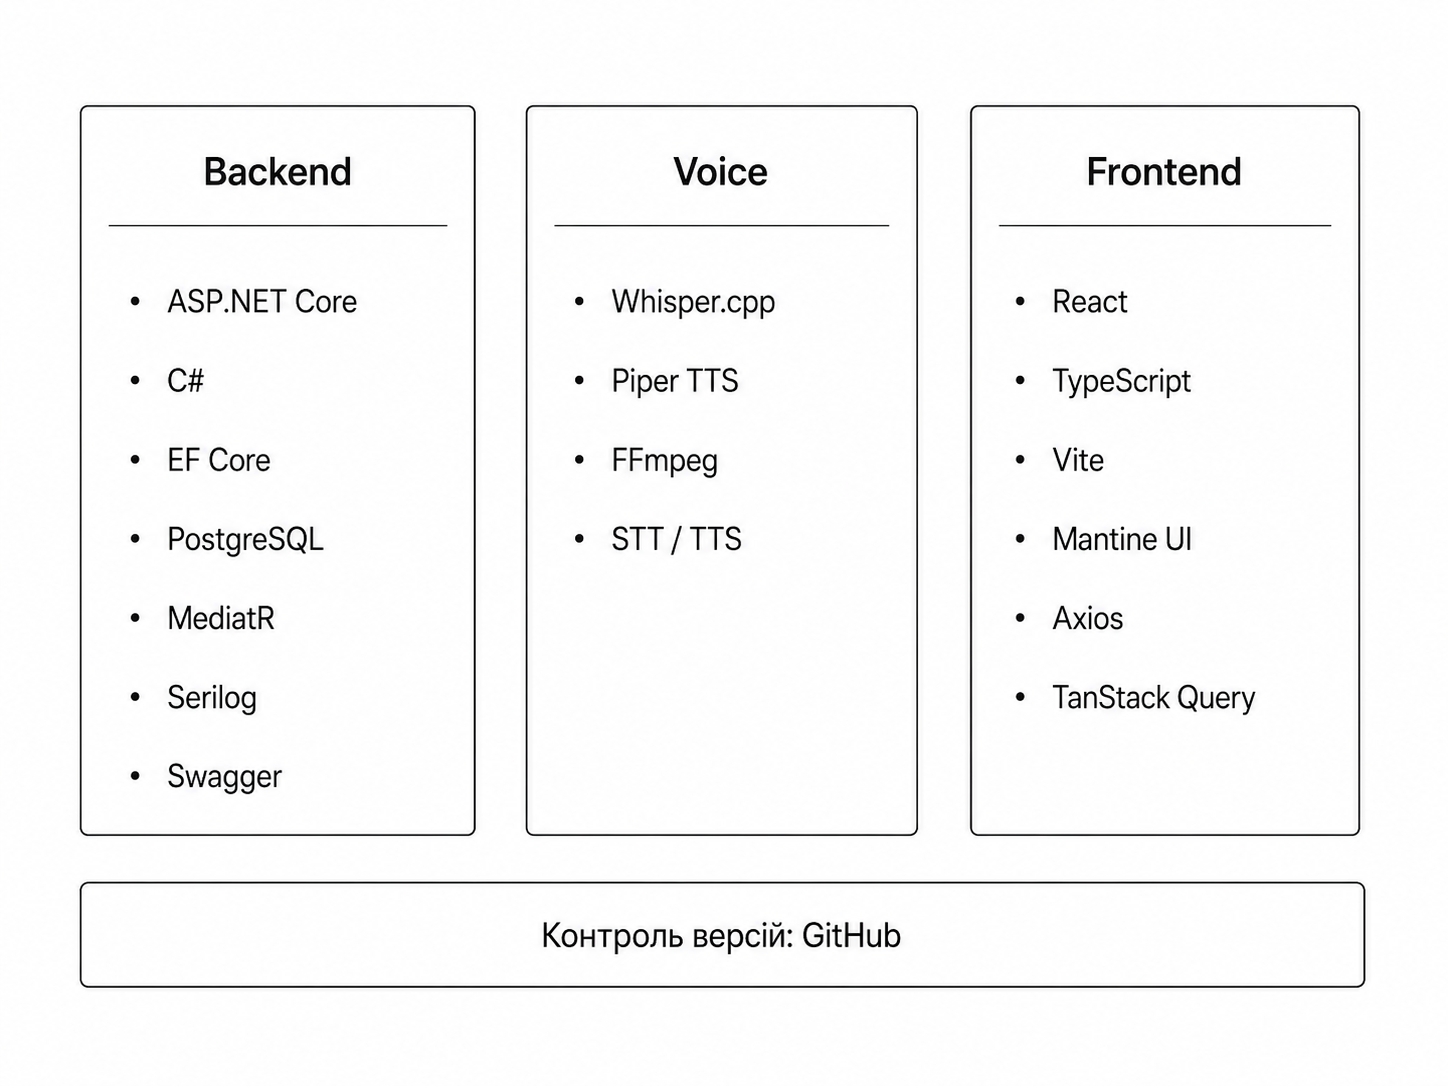 Backend
• ASP.NET Core
• C#
• EF Core
• PostgreSQL
• MediatR
• Serilog
• Swagger
Voice
• Whisper.cpp
• Piper TTS
• FFmpeg
• STT / TTS
Frontend
• React
• TypeScript
• Vite
• Mantine UI
• Axios
• TanStack Query
Контроль версій: GitHub